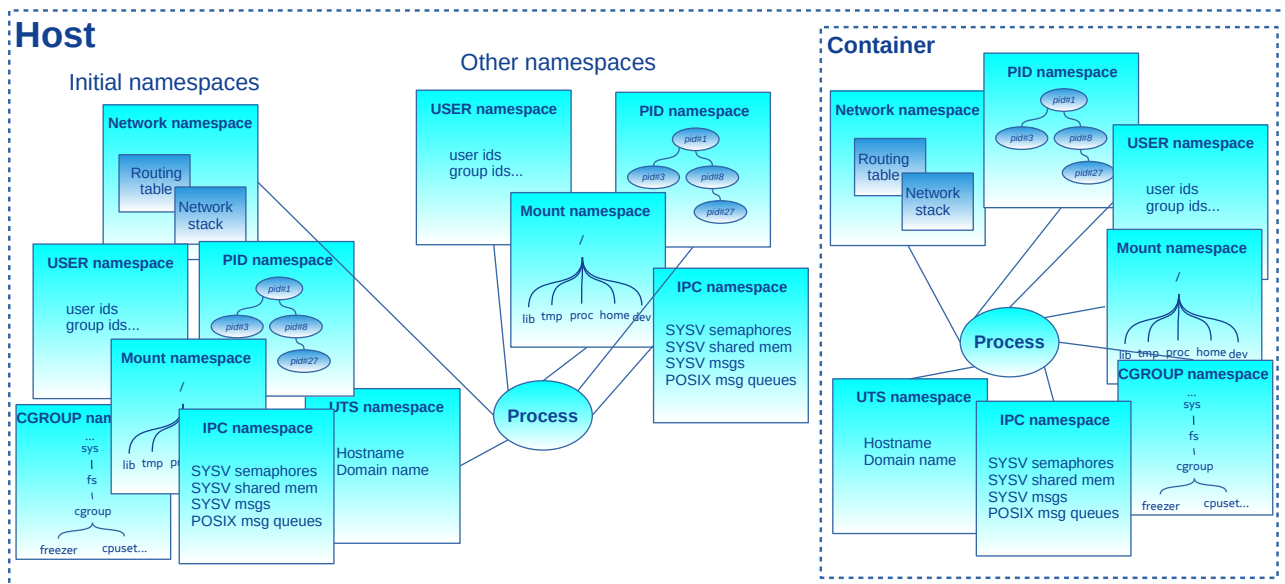 Host
Initial namespaces
Network namespace
Routing
table
Network
stack
USER namespace
user ids
group ids...
PID namespace
pid#1
pid#3
pid#8
pid#27
Mount namespace
/
lib
tmp
CGROUP nam
...
sys
fs
cgroup
freezer
cpuset...
IPC namespace
SYSV semaphores
SYSV shared mem
SYSV msgs
POSIX msg queues
UTS namespace
Hostname
Domain name
Other namespaces
USER namespace
user ids
group ids...
PID namespace
pid#1
pid#3
pid#8
pid#27
Mount namespace
/
lib
tmp
proc
home
dev
IPC namespace
SYSV semaphores
SYSV shared mem
SYSV msgs
POSIX msg queues
Process
Container
Network namespace
Routing
table
Network
stack
PID namespace
pid#1
pid#3
pid#8
pid#27
USER namespace
user ids
group ids...
Mount namespace
/
lib
tmp
proc
home
dev
Process
UTS namespace
Hostname
Domain name
IPC namespace
SYSV semaphores
SYSV shared mem
SYSV msgs
POSIX msg queues
CGROUP namespace
...
sys
fs
cgroup
freezer
cpuset...